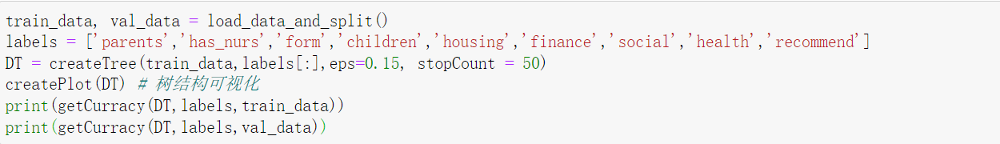 train_data, val_data = load_data_and_split()
labels = ['parents','has_nurs','form','children','housing','finance','social','health','recommend']
DT = createTree(train_data,labels[:],eps=0.15, stopCount = 50)
createPlot(DT) # 树结构可视化
print(getCurracy(DT,labels,train_data))
print(getCurracy(DT,labels,val_data))